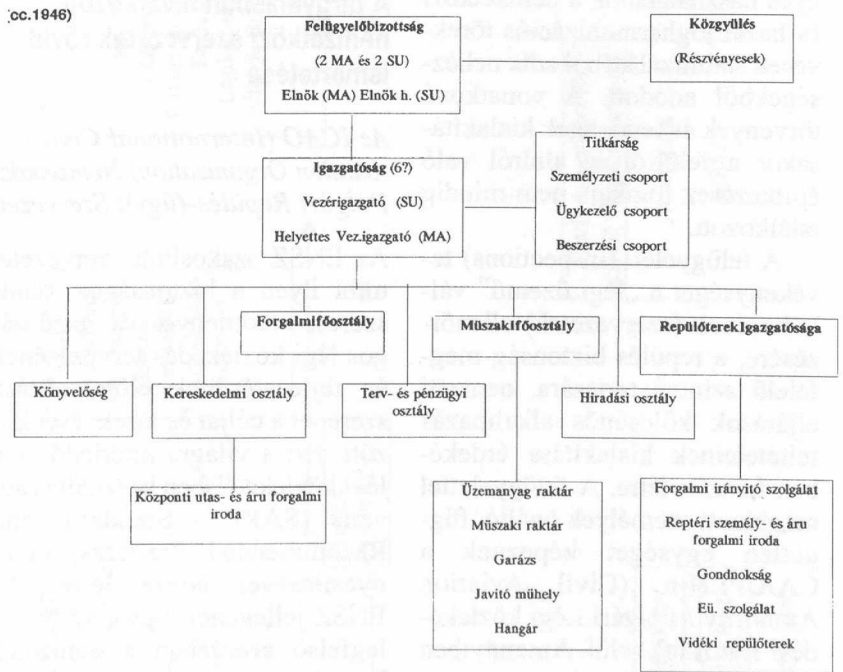 (cc.1946)
Felügyelőbizottság
(2 MA és 2 SU)
Elnök (MA) Elnök h. (SU)
Közgyűlés
(Részvényesek)
Igazgatóság (6?)
Vezérigazgató (SU)
Helyettes Vez.igazgató (MA)
Titkárság
Személyzeti csoport
Ügykezelő csoport
Beszerzési csoport
Forgalmifőosztály
Műszakifőosztály
Repülőterek Igazgatósága
Könyvelőség
Kereskedelmi osztály
Terv- és pénzügyi
osztály
Hiradási osztály
Központi utas- és áru forgalmi
iroda
Üzemanyag raktár
Műszaki raktár
Garázs
Javitó műhely
Hangár
Forgalmi irányitó szolgálat
Reptéri személy- és áru
forgalmi iroda
Gondnokság
Eü. szolgálat
Vidéki repülőterek